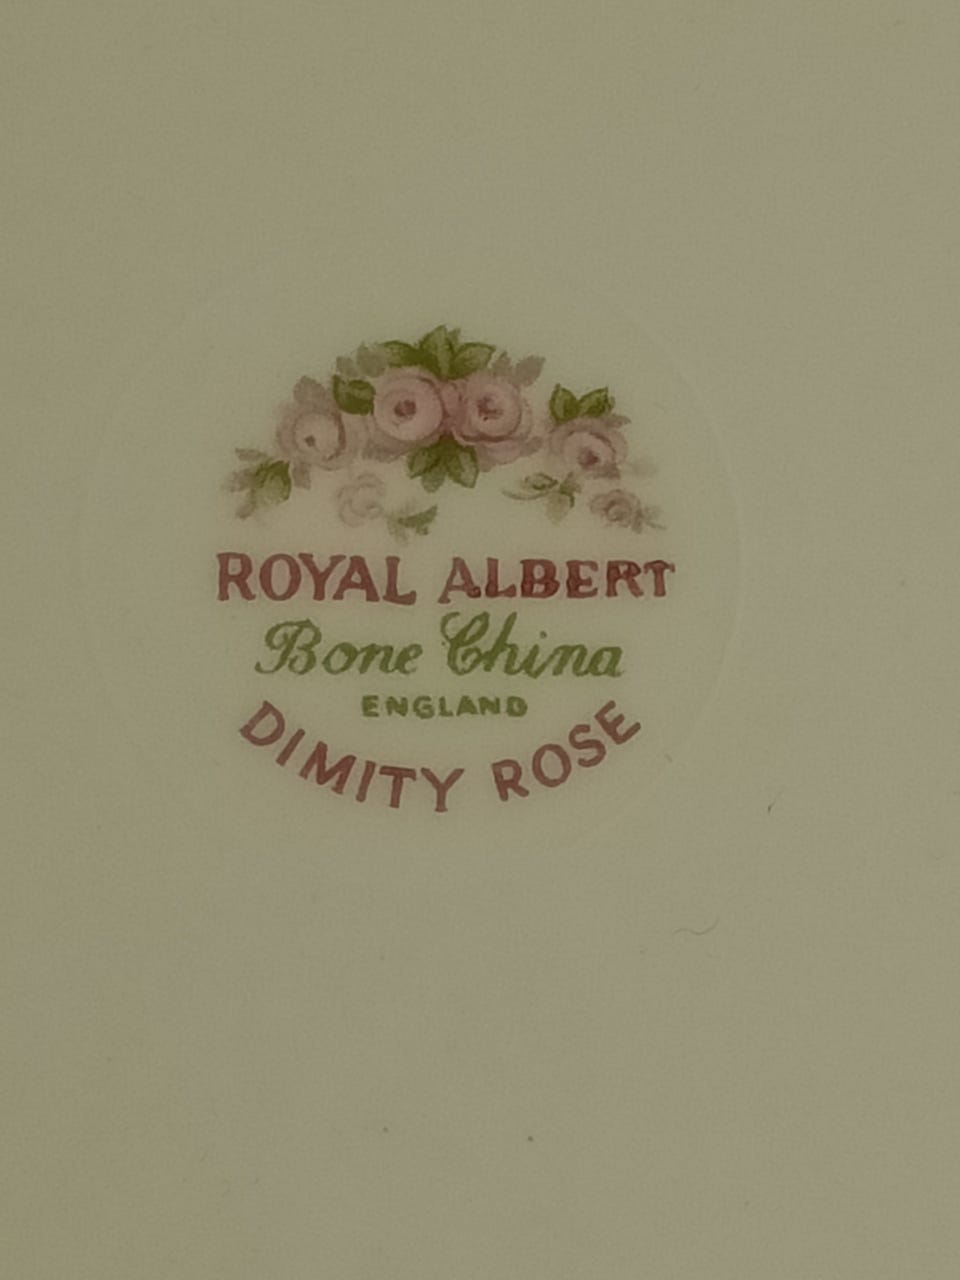 ROYAL ALBERT
Bone China
ENGLAND
DIMITY ROSE